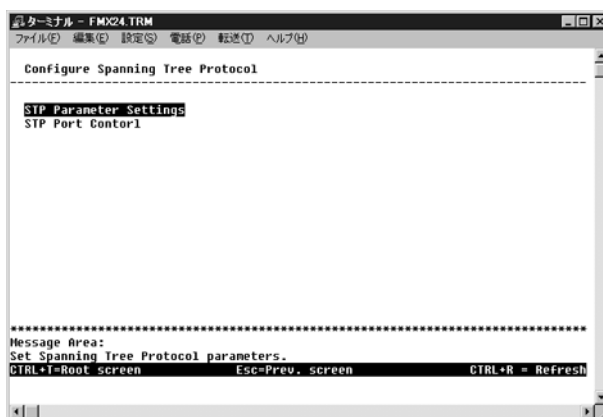 ターミナル - FMX24.TRM
ファイル(F) 編集(E) 設定(S) 電話(P) 転送(T) ヘルプ(H)
Configure Spanning Tree Protocol
STP Parameter Settings
STP Port Contorl
Message Area:
Set Spanning Tree Protocol parameters.
CTRL+T=Root screen Esc=Prev. screen CTRL+R = Refresh